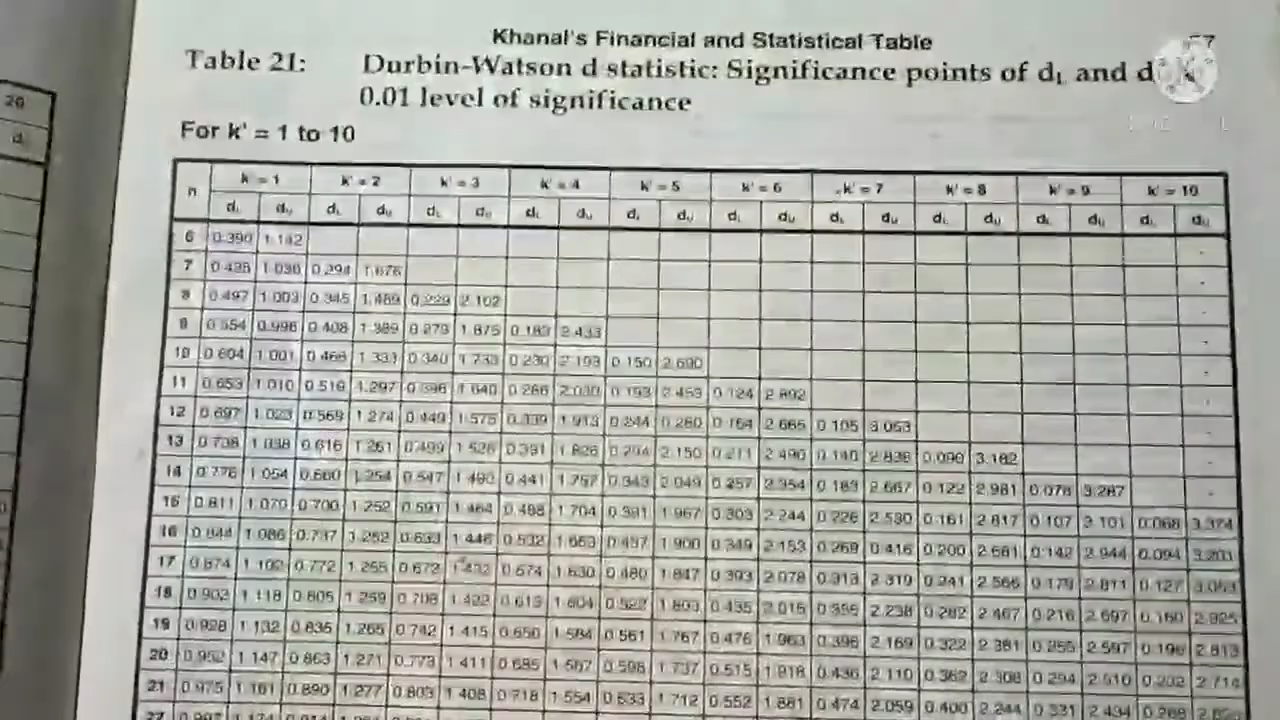 Khanal's Financial and Statistical Table
Table 21: Durbin-Watson d statistic: Significance points of dL and d
0.01 level of significance
For k' = 1 to 10
20
d
n k' = 1 k' = 2 k' = 3 k' = 4 k' = 5 k' = 6 k' = 7 k' = 8 k' = 9 k' = 10
dL dU dL dU dL dU dL dU dL dU dL dU dL dU dL dU dL dU dL dU
6 0.390 1.142
7 0.435 1.036 0.294 1.676
8 0.497 1.003 0.345 1.489 0.229 2.102
9 0.554 0.998 0.408 1.389 0.279 1.875 0.183 2.433
10 0.604 1.001 0.466 1.333 0.340 1.733 0.230 2.193 0.150 2.690
11 0.653 1.010 0.519 1.297 0.396 1.640 0.286 2.030 0.193 2.453 0.124 2.892
12 0.697 1.023 0.569 1.274 0.449 1.575 0.339 1.913 0.244 0.280 0.164 2.665 0.105 3.053
13 0.738 1.038 0.616 1.261 0.499 1.526 0.391 1.826 0.294 2.150 0.211 2.490 0.140 2.838 0.090 3.182
14 0.776 1.054 0.660 1.254 0.547 1.490 0.441 1.757 0.343 2.049 0.257 2.354 0.183 2.667 0.122 2.981 0.078 3.287
15 0.811 1.070 0.700 1.252 0.591 1.464 0.488 1.704 0.391 1.967 0.303 2.244 0.226 2.530 0.161 2.817 0.107 3.101 0.068 3.374
16 0.844 1.086 0.737 1.252 0.633 1.446 0.532 1.663 0.437 1.900 0.349 2.153 0.269 0.416 0.200 2.681 0.142 2.944 0.094 3.201
17 0.874 1.102 0.772 1.255 0.672 1.432 0.574 1.630 0.480 1.847 0.393 2.078 0.313 2.319 0.241 2.566 0.179 2.811 0.127 3.053
18 0.902 1.118 0.805 1.259 0.708 1.422 0.613 1.604 0.522 1.803 0.435 2.015 0.355 2.238 0.282 2.467 0.216 2.697 0.160 2.925
19 0.928 1.132 0.835 1.265 0.742 1.415 0.650 1.584 0.561 1.767 0.476 1.963 0.396 2.169 0.322 2.381 0.255 2.597 0.196 2.813
20 0.952 1.147 0.863 1.271 0.773 1.411 0.685 1.567 0.598 1.737 0.515 1.918 0.436 2.110 0.362 2.308 0.294 2.510 0.232 2.714
21 0.975 1.161 0.890 1.277 0.803 1.408 0.718 1.554 0.633 1.712 0.552 1.881 0.474 2.059 0.400 2.244 0.331 2.434 0.268